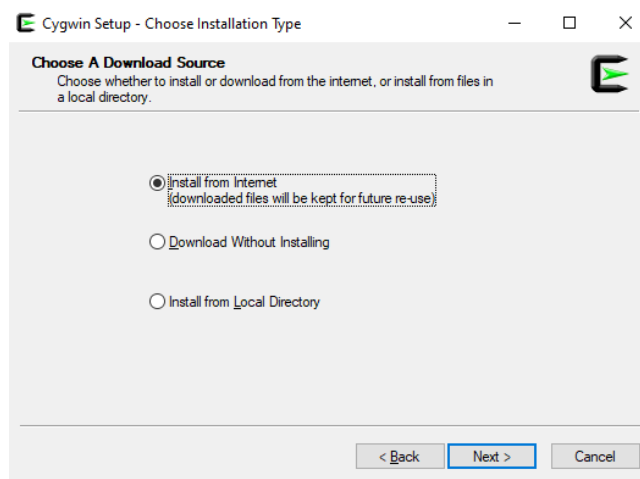 Cygwin Setup - Choose Installation Type
Choose A Download Source
Choose whether to install or download from the internet, or install from files in
a local directory.
Install from Internet
(downloaded files will be kept for future re-use)
Download Without Installing
Install from Local Directory
< Back
Next >
Cancel